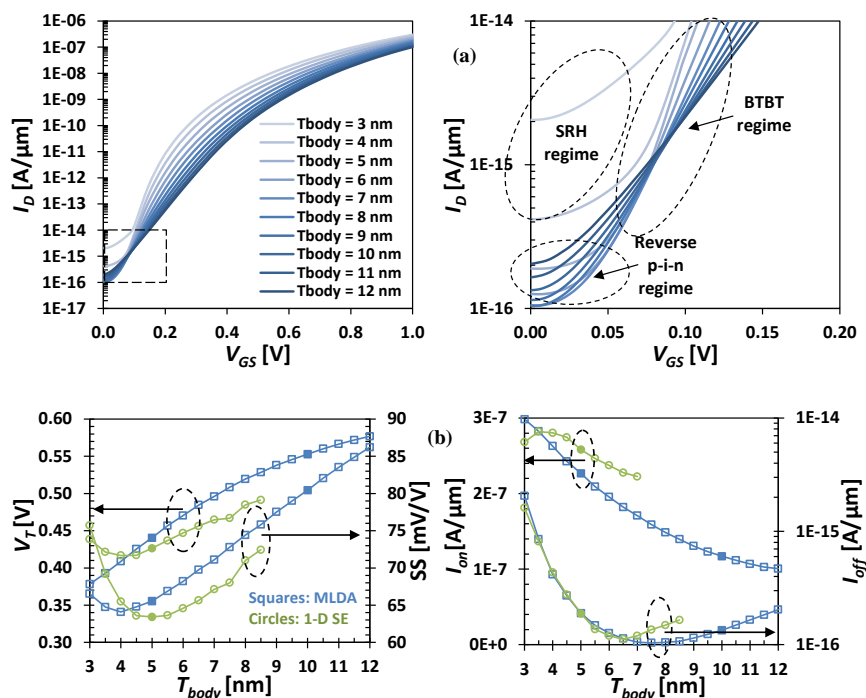 1E-06
1E-07
1E-08
1E-09
1E-10
1E-11
1E-12
1E-13
1E-14
1E-15
1E-16
1E-17
I_D [A/μm]
0.0 0.2 0.4 0.6 0.8 1.0
V_GS [V]
Tbody = 3 nm
Tbody = 4 nm
Tbody = 5 nm
Tbody = 6 nm
Tbody = 7 nm
Tbody = 8 nm
Tbody = 9 nm
Tbody = 10 nm
Tbody = 11 nm
Tbody = 12 nm
(a)
1E-14
1E-15
1E-16
I_D [A/μm]
0.00 0.05 0.10 0.15 0.20
V_GS [V]
SRH
regime
BTBT
regime
Reverse
p-i-n
regime
0.60
0.55
0.50
0.45
0.40
0.35
0.30
V_T[V]
90
85
80
75
70
65
60
SS [mV/V]
Squares: MLDA
Circles: 1-D SE
3 4 5 6 7 8 9 10 11 12
T_body [nm]
(b)
3E-7
2E-7
1E-7
0E+0
I_on [A/μm]
1E-14
1E-15
1E-16
I_off [A/μm]
3 4 5 6 7 8 9 10 11 12
T_body [nm]